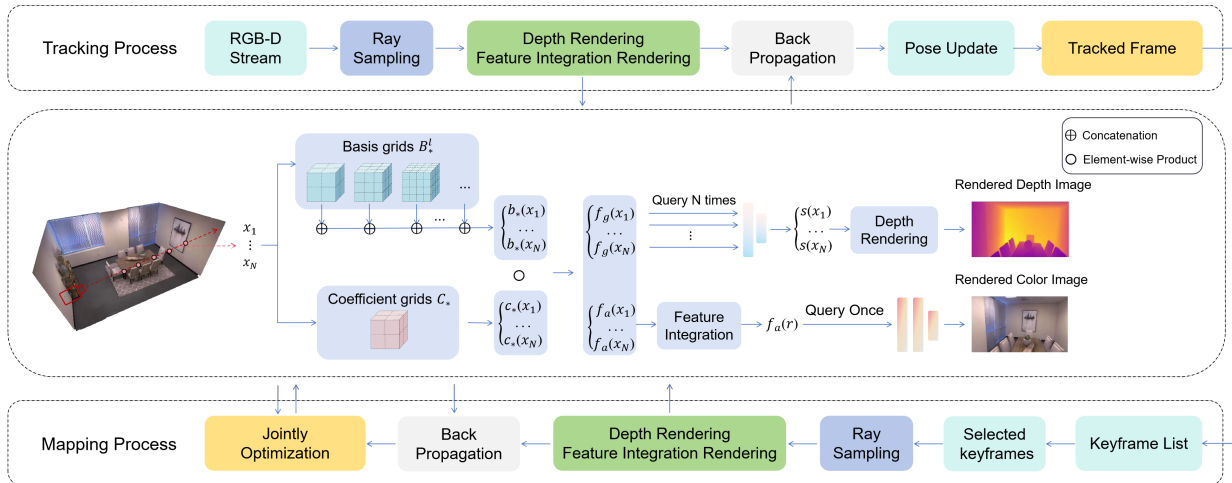 Tracking Process
RGB-D
Stream
Ray
Sampling
Depth Rendering
Feature Integration Rendering
Back
Propagation
Pose Update
Tracked Frame
⊕ Concatenation
○ Element-wise Product
Basis grids $B_*^l$
...
...
$x_1$
⋮
$x_N$
$b_*(x_1)$
...
$b_*(x_N)$
Coefficient grids $C_*$
$c_*(x_1)$
...
$c_*(x_N)$
$f_g(x_1)$
...
$f_g(x_N)$
$f_a(x_1)$
...
$f_a(x_N)$
Query N times
⋮
$s(x_1)$
...
$s(x_N)$
Depth
Rendering
Rendered Depth Image
Feature
Integration
$f_a(r)$
Query Once
Rendered Color Image
Mapping Process
Jointly
Optimization
Back
Propagation
Depth Rendering
Feature Integration Rendering
Ray
Sampling
Selected
keyframes
Keyframe List